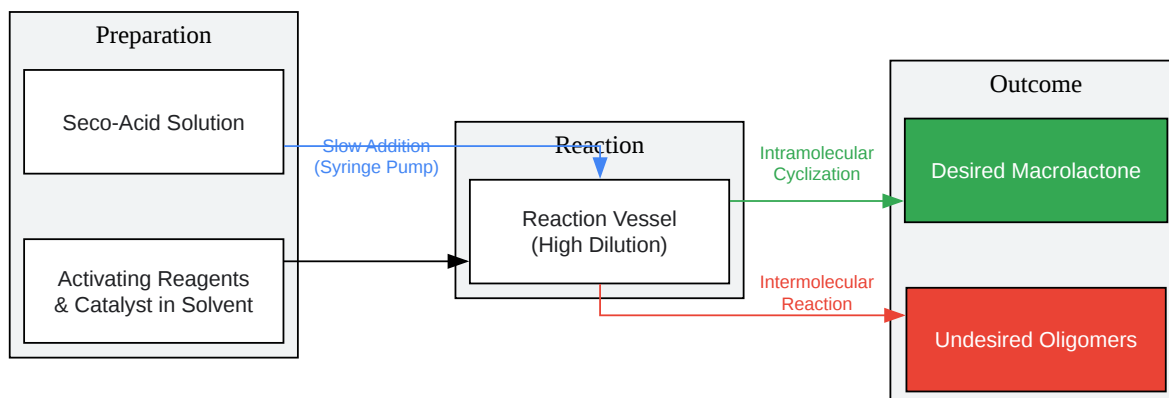 Preparation
Seco-Acid Solution
Activating Reagents
& Catalyst in Solvent
Slow Addition
(Syringe Pump)
Reaction
Reaction Vessel
(High Dilution)
Intramolecular
Cyclization
Intermolecular
Reaction
Outcome
Desired Macrolactone
Undesired Oligomers